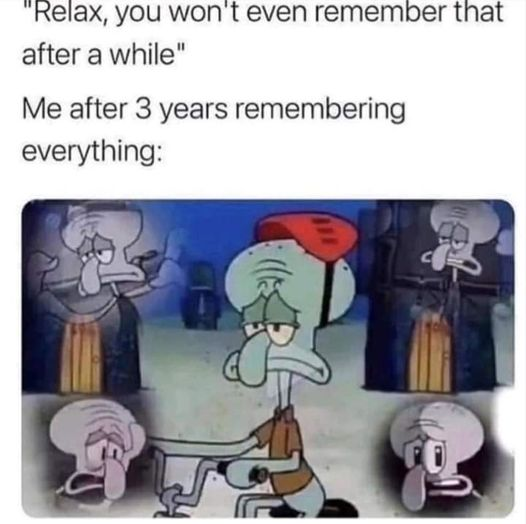 "Relax, you won't even remember that
after a while"
Me after 3 years remembering
everything: